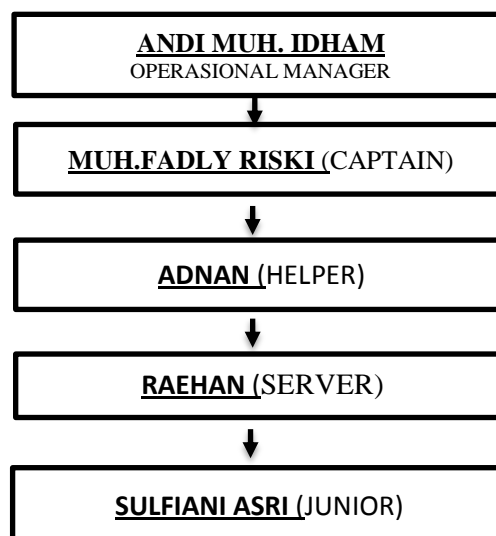 ANDI MUH. IDHAM
OPERASIONAL MANAGER
MUH.FADLY RISKI (CAPTAIN)
ADNAN (HELPER)
RAEHAN (SERVER)
SULFIANI ASRI (JUNIOR)